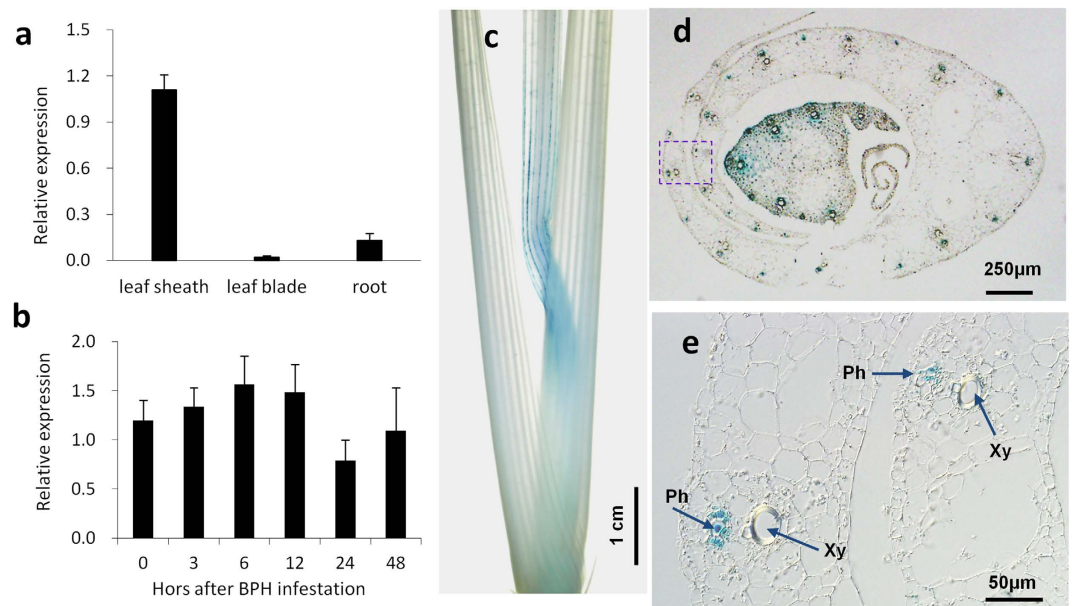 a
1.5
1.2
0.9
0.6
0.3
0.0
Relative expression
leaf sheath leaf blade root
b
2.0
1.5
1.0
0.5
0.0
Relative expression
0 3 6 12 24 48
Hors after BPH infestation
c
1 cm
d
250μm
e
Ph
Xy
Ph
Xy
50μm